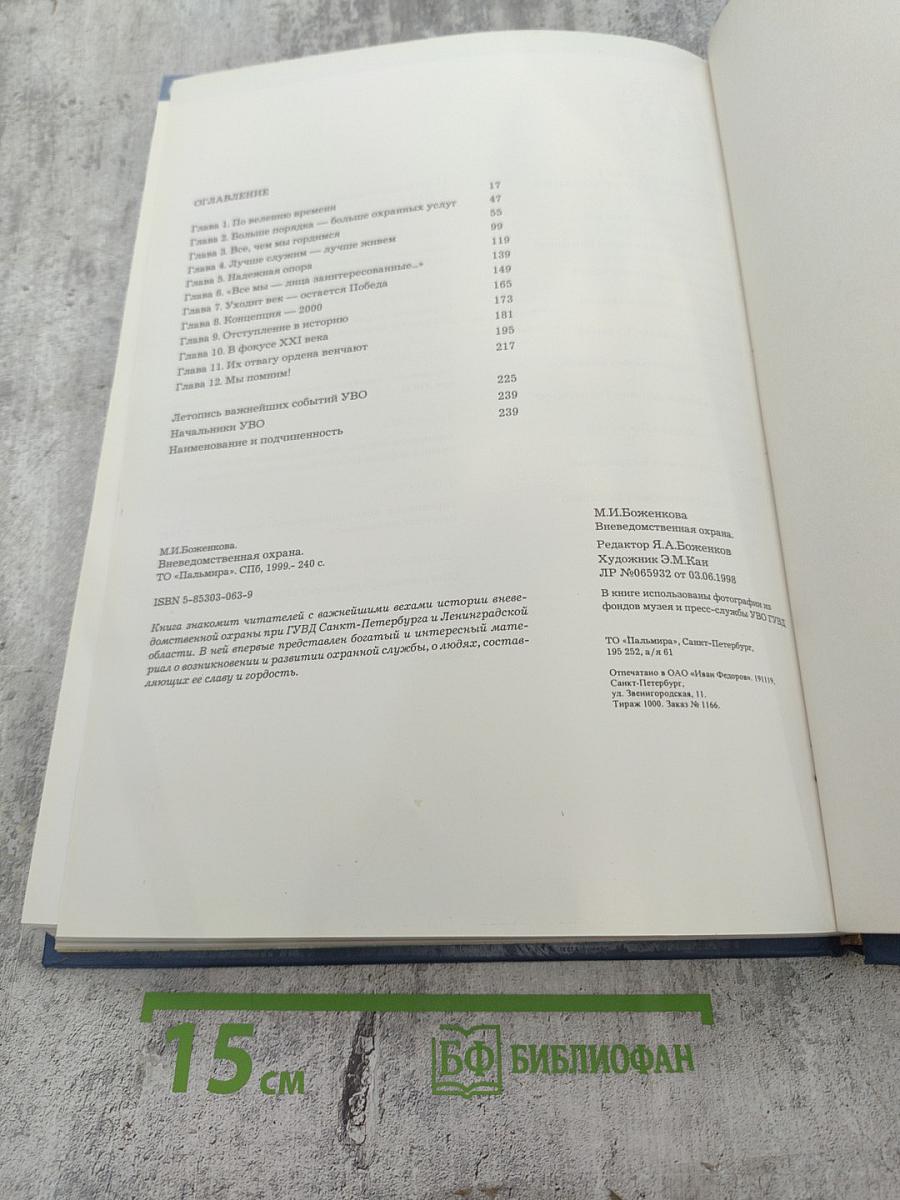 ОГЛАВЛЕНИЕ
Глава 1. По велению времени 17
Глава 2. Больше порядка — больше охранных услуг 47
Глава 3. Все, чем мы гордимся 55
Глава 4. Лучше служим — лучше живем 99
Глава 5. Надежная опора 119
Глава 6. «Все мы — лица заинтересованные...» 139
Глава 7. Уходит век — остается Победа 149
Глава 8. Концепция — 2000 165
Глава 9. Отступление в историю 173
Глава 10. В фокусе XXI века 181
Глава 11. Их отвагу ордена венчают 195
Глава 12. Мы помним! 217
Летопись важнейших событий УВО 225
Начальники УВО 239
Наименование и подчиненность 239
М.И.Боженкова.
Вневедомственная охрана.
ТО «Пальмира». СПб, 1999.- 240 с.
ISBN 5-85303-063-9
Книга знакомит читателей с важнейшими вехами истории вневе-
домственной охраны при ГУВД Санкт-Петербурга и Ленинградской
области. В ней впервые представлен богатый и интересный мате-
риал о возникновении и развитии охранной службы, о людях, состав-
ляющих ее славу и гордость.
М.И.Боженкова
Вневедомственная охрана.
Редактор Я.А.Боженков
Художник Э.М.Кан
ЛР №065932 от 03.06.1998
В книге использованы фотографии из
фондов музея и пресс-службы УВО ГУВД
ТО «Пальмира», Санкт-Петербург,
195 252, а/я 61
Отпечатано в ОАО «Иван Федоров». 191119,
Санкт-Петербург,
ул. Звенигородская, 11.
Тираж 1000. Заказ № 1166.
15 см
БФ БИБЛИОФАН